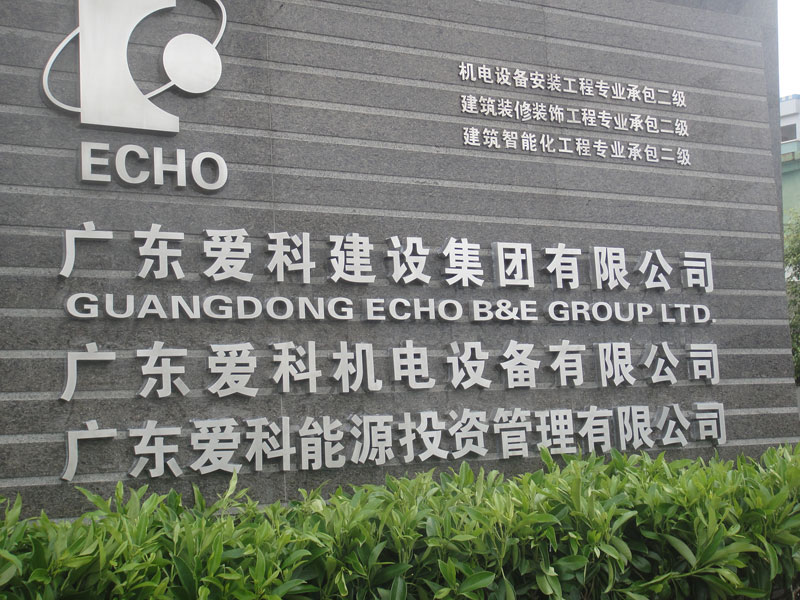 ECHO
机电设备安装工程专业承包二级
建筑装修装饰工程专业承包二级
建筑智能化工程专业承包二级
广东爱科建设集团有限公司
GUANGDONG ECHO B&E GROUP LTD.
广东爱科机电设备有限公司
广东爱科能源投资管理有限公司